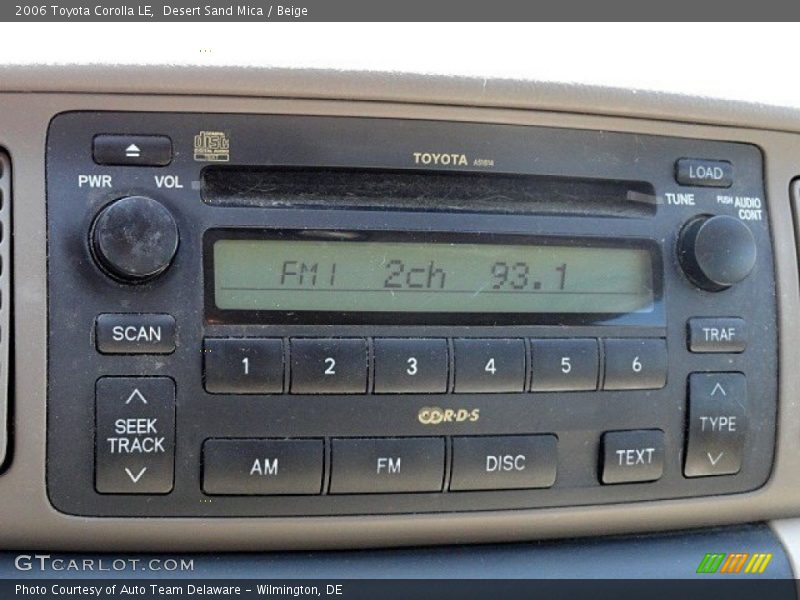 2006 Toyota Corolla LE,  Desert Sand Mica / Beige
disc
TOYOTA A51814
LOAD
PWR VOL
TUNE PUSH AUDIO CONT
FM1 2ch 93.1
SCAN
TRAF
1 2 3 4 5 6
SEEK
TRACK
TYPE
R·D·S
AM FM DISC TEXT
GTCARLOT.COM
Photo Courtesy of Auto Team Delaware - Wilmington, DE